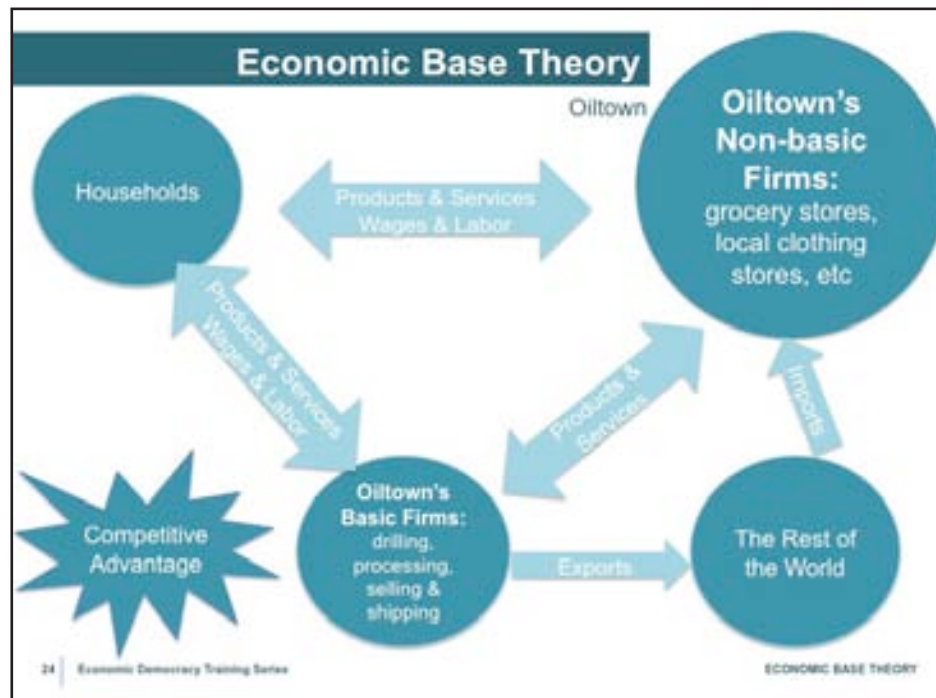 Economic Base Theory
Oiltown
Households
Products & Services
Wages & Labor
Oiltown's
Non-basic
Firms:
grocery stores,
local clothing
stores, etc
Products & Services
Wages & Labor
Products &
Services
Imports
Competitive
Advantage
Oiltown's
Basic Firms:
drilling,
processing,
selling &
shipping
Exports
The Rest of
the World
24 Economic Democracy Training Series
ECONOMIC BASE THEORY